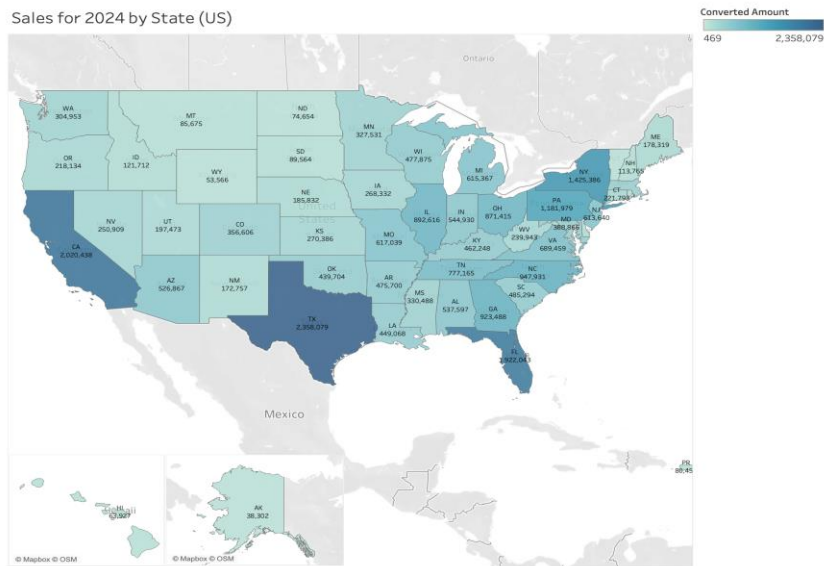 Sales for 2024 by State (US)
Converted Amount
469 2,358,079
Ontario
WA
304,953
MT
85,675
ND
74,654
MN
327,531
ME
178,319
OR
218,134
ID
121,712
SD
89,564
WI
477,875
MI
615,367
NY
1,425,386
NH
113,765
WY
53,566
IA
268,332
CT
221,793
NE
185,832
PA
1,181,979
NJ
613,640
NV
250,909
UT
197,473
CO
356,606
United
States
KS
270,386
IL
892,616
IN
544,930
OH
871,415
MD
WV
239,943
VA
689,459
CA
2,020,438
MO
617,039
KY
462,248
AZ
526,867
NM
172,757
OK
439,704
AR
475,700
TN
777,165
NC
947,931
SC
485,294
TX
2,358,079
LA
449,068
MS
330,488
AL
537,597
GA
923,488
FL
Mexico
PR
HI
AK
38,302
© Mapbox © OSM
© Mapbox © OSM